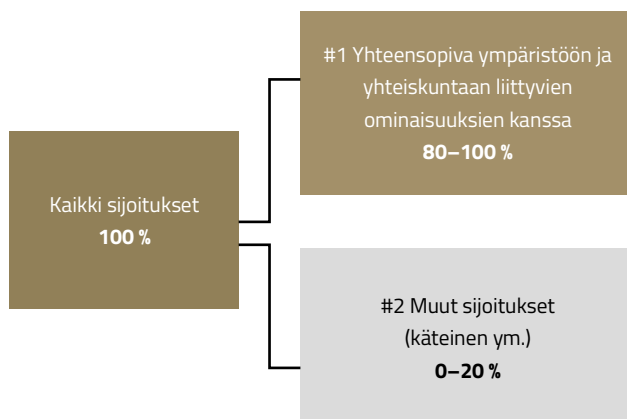 #1 Yhteensopiva ympäristöön ja
yhteiskuntaan liittyvien
ominaisuuksien kanssa
80–100 %
Kaikki sijoitukset
100 %
#2 Muut sijoitukset
(käteinen ym.)
0–20 %